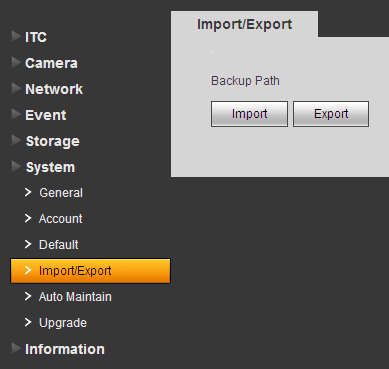 ITC
Camera
Network
Event
Storage
System
General
Account
Default
Import/Export
Auto Maintain
Upgrade
Information
Import/Export
Backup Path
Import Export